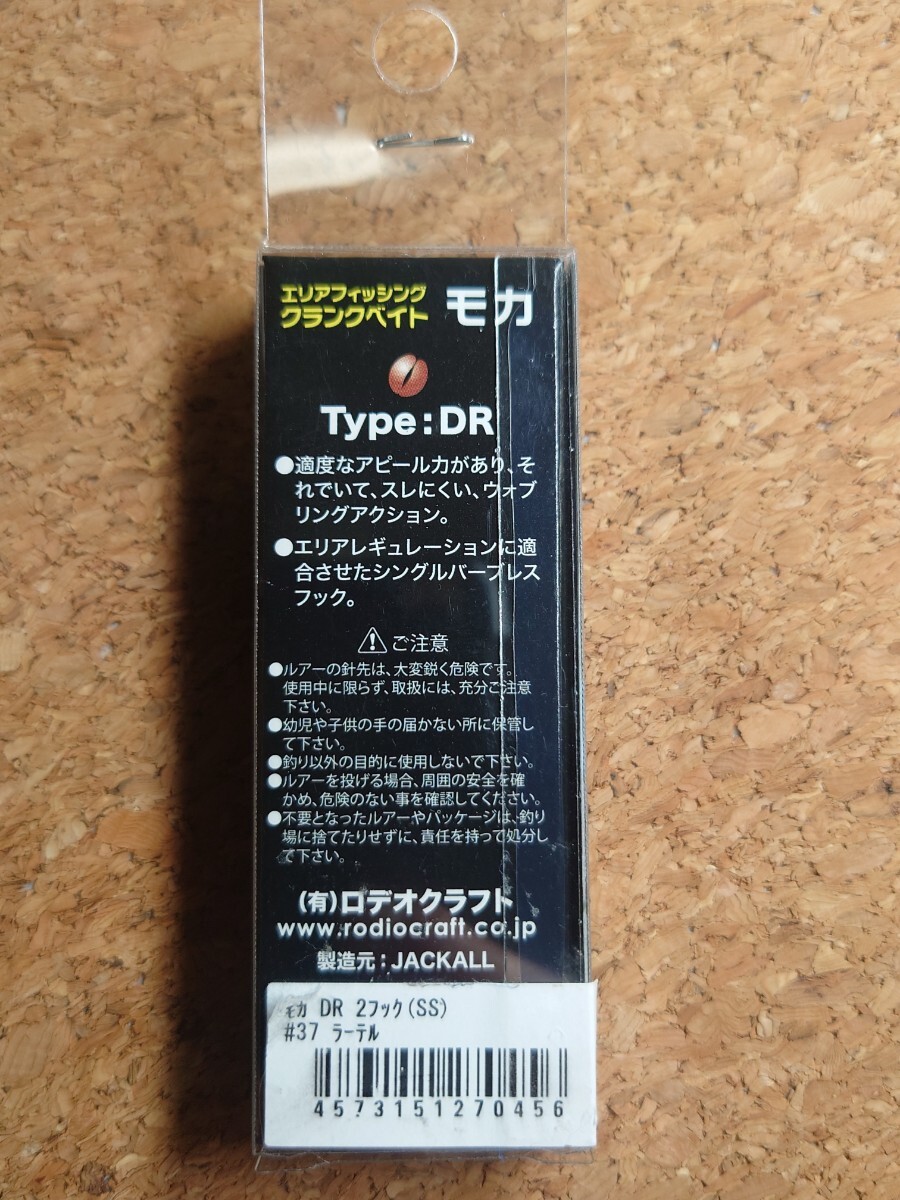 エリアフィッシング
クランクベイト モカ
Type:DR
●適度なアピール力があり、そ
れでいて、スレにくい、ウォブ
リングアクション。
●エリアレギュレーションに適
合させたシングルバーブレス
フック。
⚠ご注意
●ルアーの針先は、大変鋭く危険です。
使用中に限らず、取扱には、充分ご注意
下さい。
●幼児や子供の手の届かない所に保管し
て下さい。
●釣り以外の目的に使用しないで下さい。
●ルアーを投げる場合、周囲の安全を確
かめ、危険のない事を確認してください。
●不要となったルアーやパッケージは、釣り
場に捨てたりせずに、責任を持って処分し
て下さい。
(有)ロデオクラフト
www.rodiocraft.co.jp
製造元:JACKALL
モカ DR 2フック(SS)
#37 ラーテル
4573151270456